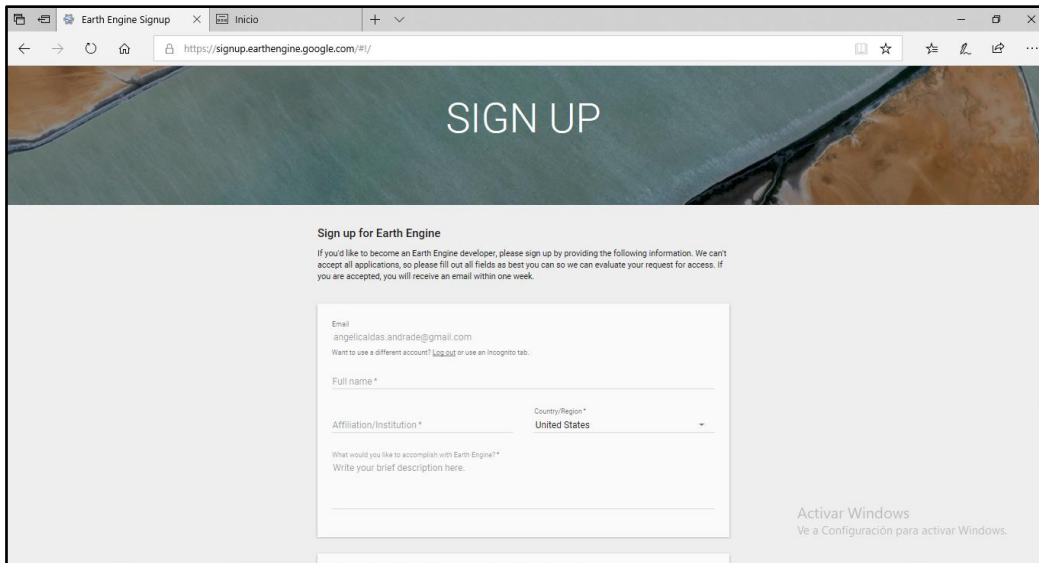 Earth Engine Signup
Inicio
https://signup.earthengine.google.com/#!/
SIGN UP
Sign up for Earth Engine
If you'd like to become an Earth Engine developer, please sign up by providing the following information. We can't
accept all applications, so please fill out all fields as best you can so we can evaluate your request for access. If
you are accepted, you will receive an email within one week.
Email
angelicaldas.andrade@gmail.com
Want to use a different account? Log out or use an Incognito tab.
Full name *
Affiliation/Institution *
Country/Region *
United States
What would you like to accomplish with Earth Engine? *
Write your brief description here.
Activar Windows
Ve a Configuración para activar Windows.